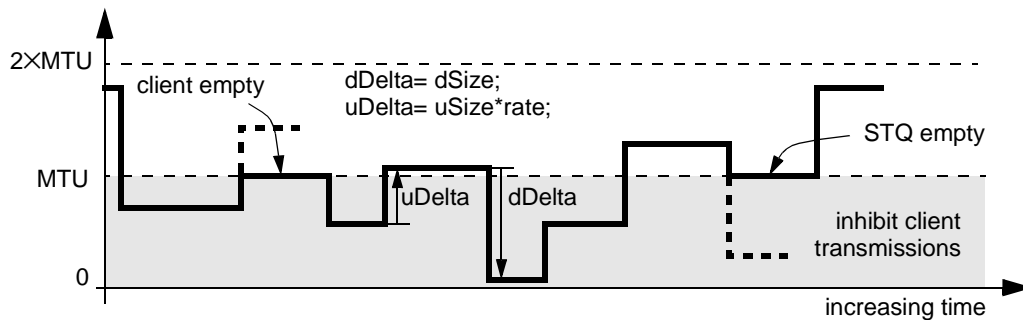 2×MTU
client empty
dDelta= dSize;
uDelta= uSize*rate;
STQ empty
MTU
uDelta
dDelta
inhibit client
transmissions
0
increasing time